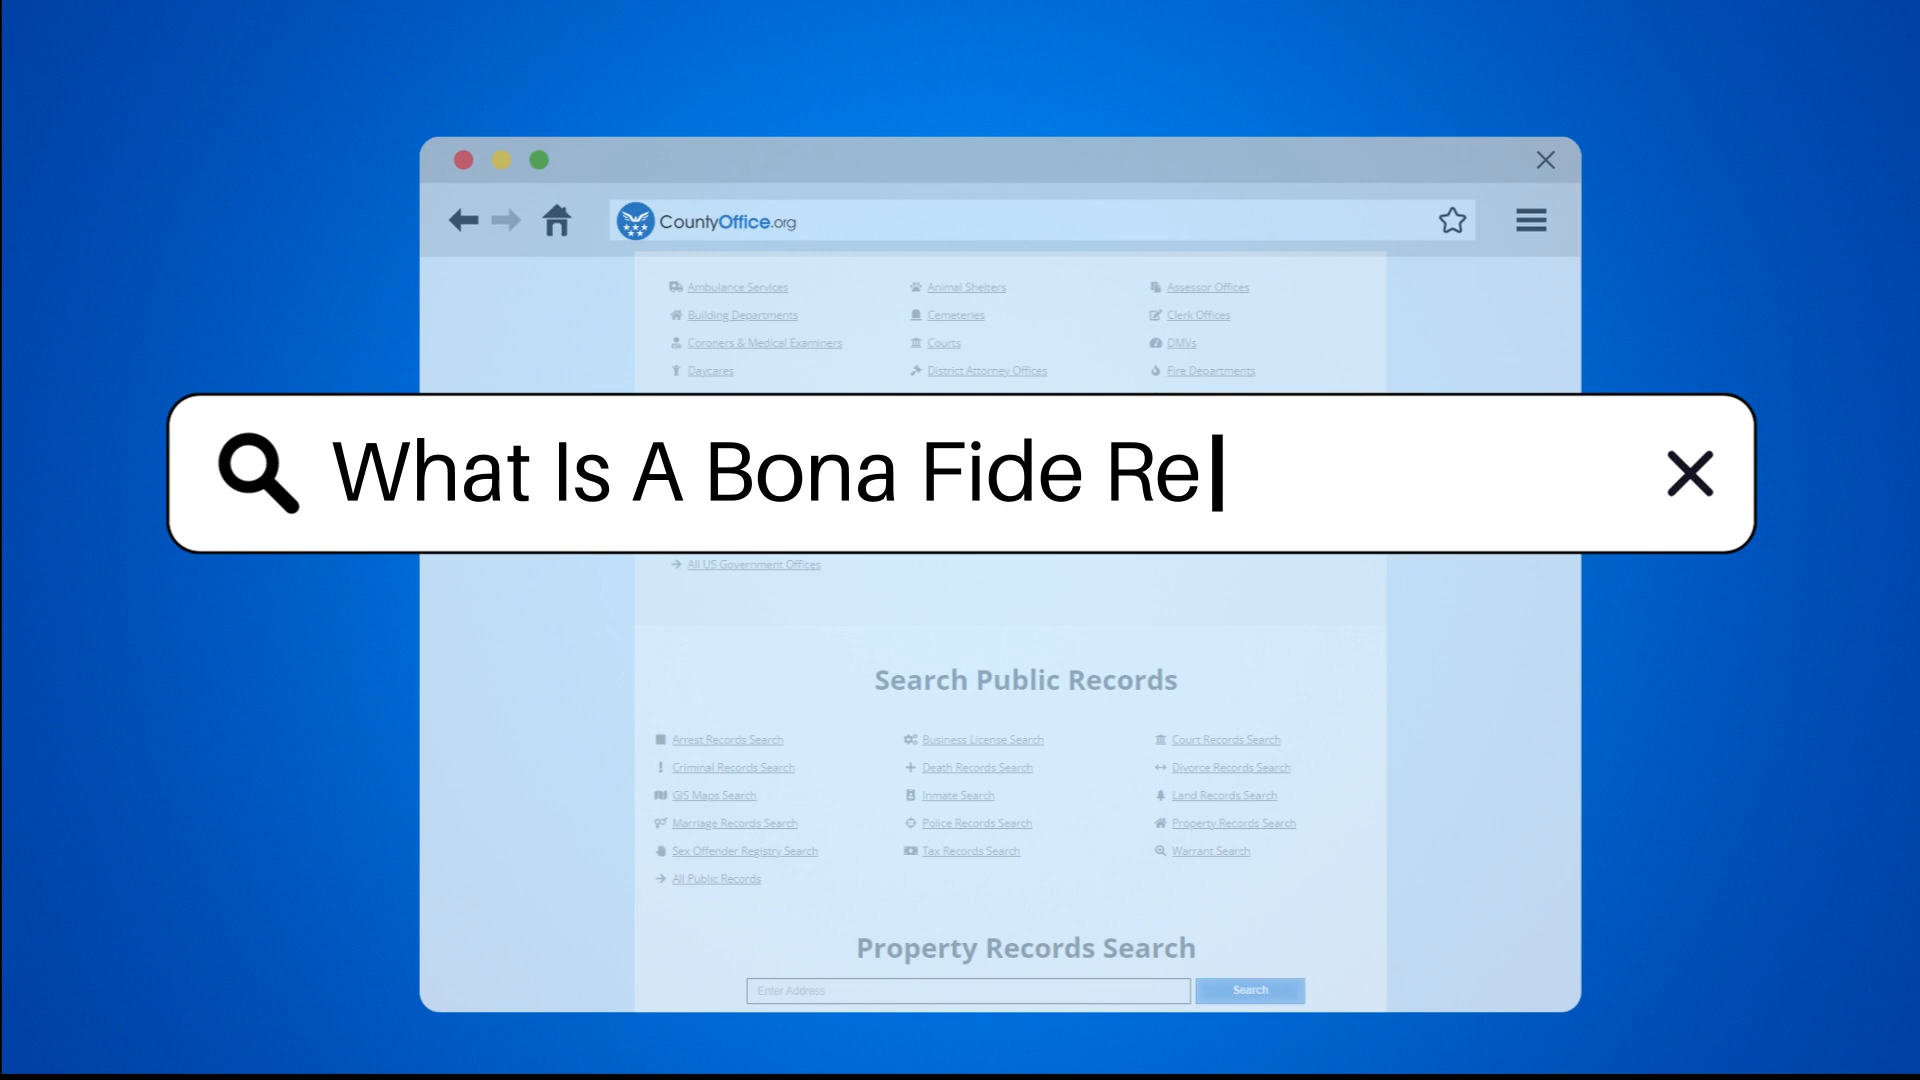 CountyOffice.org
Ambulance Services Animal Shelters Assessor Offices
Building Departments Cemeteries Clerk Offices
Coroners & Medical Examiners Courts DMVs
Daycares District Attorney Offices Fire Departments
What Is A Bona Fide Re
All US Government Offices
Search Public Records
Arrest Records Search Business License Search Court Records Search
Criminal Records Search Death Records Search Divorce Records Search
GIS Maps Search Inmate Search Land Records Search
Marriage Records Search Police Records Search Property Records Search
Sex Offender Registry Search Tax Records Search Warrant Search
All Public Records
Property Records Search
Enter Address Search